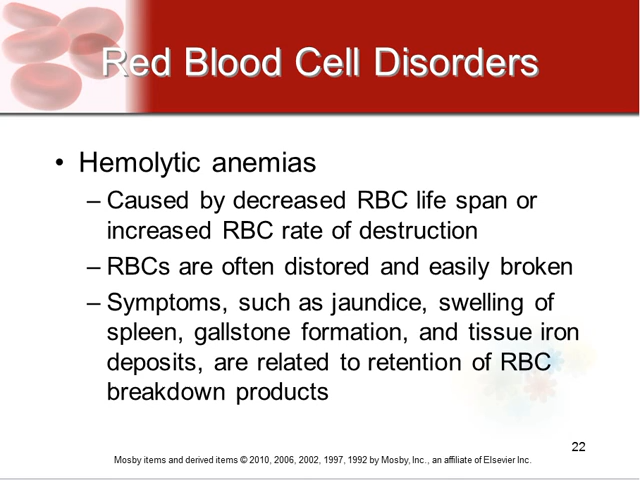 Red Blood Cell Disorders
• Hemolytic anemias
– Caused by decreased RBC life span or
increased RBC rate of destruction
– RBCs are often distored and easily broken
– Symptoms, such as jaundice, swelling of
spleen, gallstone formation, and tissue iron
deposits, are related to retention of RBC
breakdown products
22
Mosby items and derived items © 2010, 2006, 2002, 1997, 1992 by Mosby, Inc., an affiliate of Elsevier Inc.